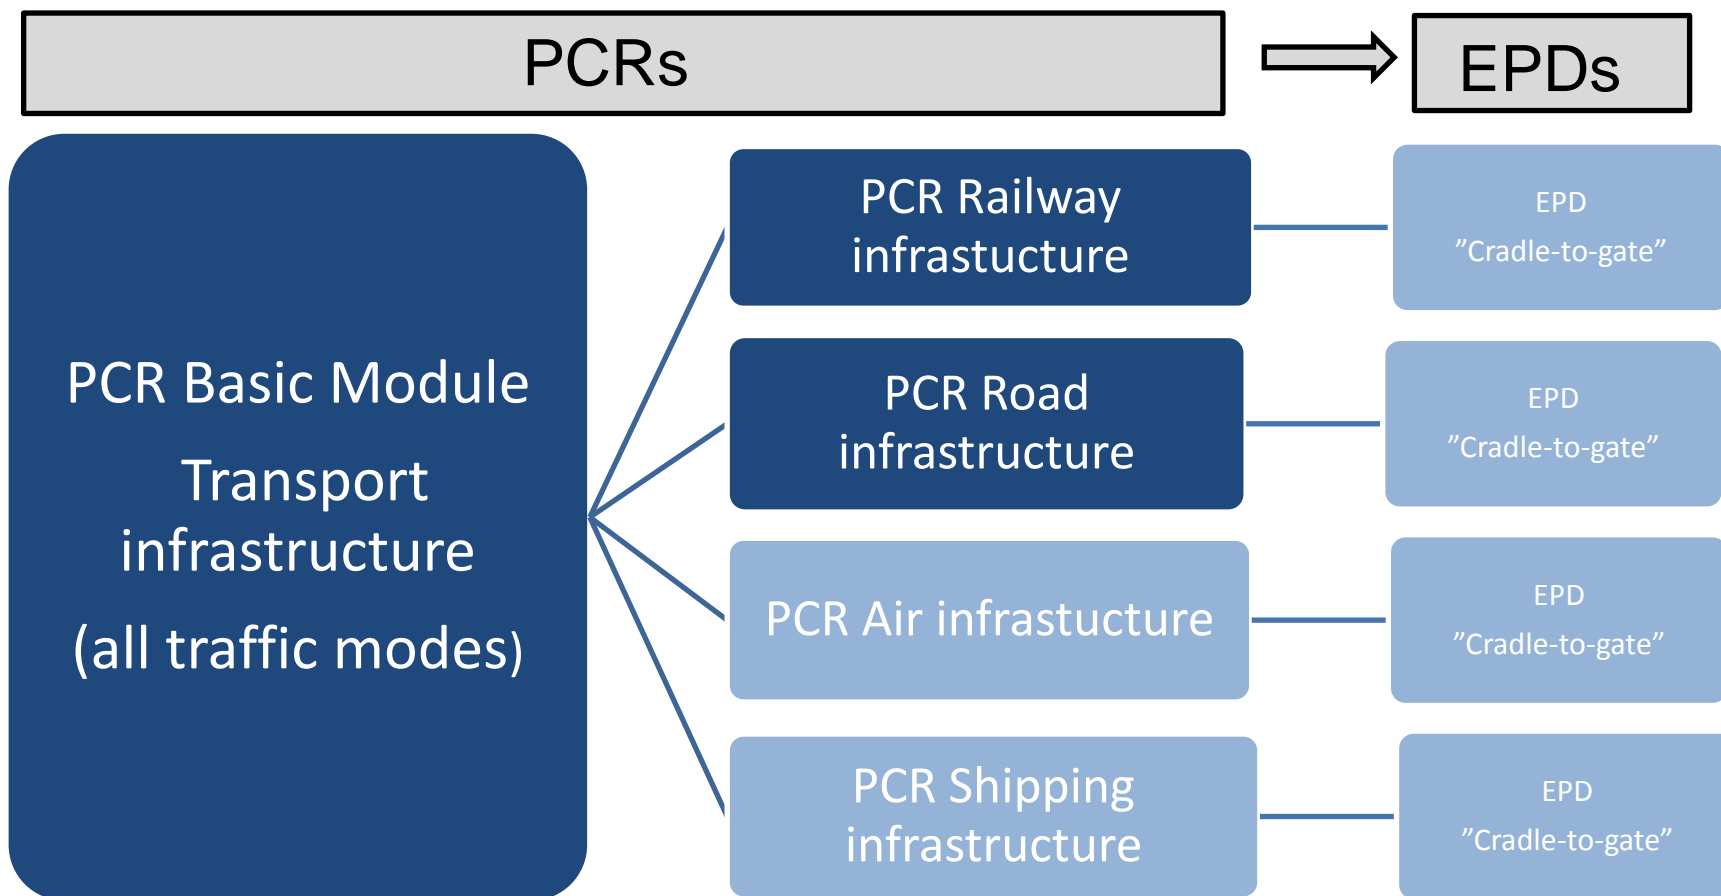 PCRs
EPDs
PCR Basic Module
Transport
infrastructure
(all traffic modes)
PCR Railway
infrastucture
EPD
”Cradle-to-gate”
PCR Road
infrastructure
EPD
”Cradle-to-gate”
PCR Air infrastucture
EPD
”Cradle-to-gate”
PCR Shipping
infrastructure
EPD
”Cradle-to-gate”